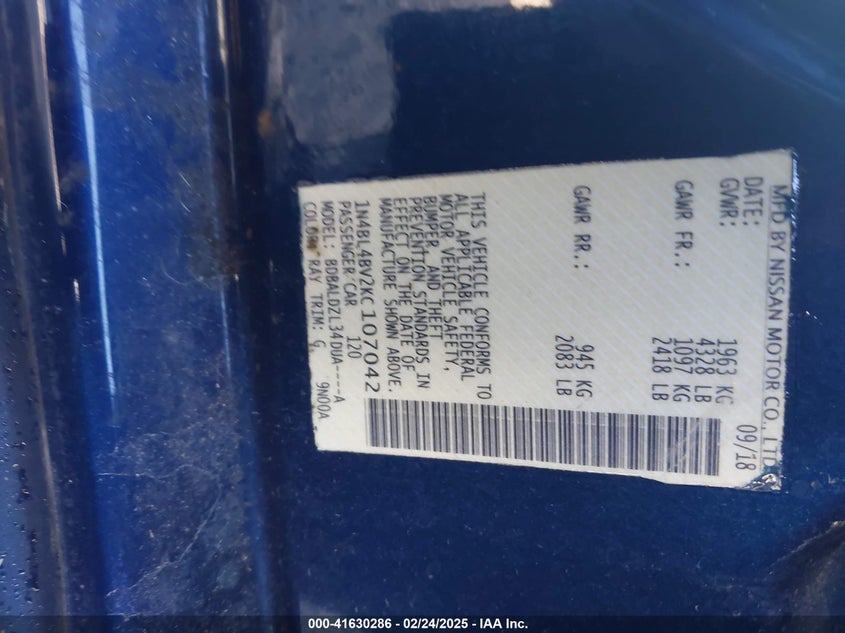 MFD BY NISSAN MOTOR CO., LTD
DATE: 09/18
GVWR: 1963 KG
4328 LB
GAWR FR.: 1097 KG
2418 LB
GAWR RR.: 945 KG
2083 LB
THIS VEHICLE CONFORMS TO
ALL APPLICABLE FEDERAL
MOTOR VEHICLE SAFETY,
BUMPER AND THEFT
PREVENTION STANDARDS IN
EFFECT ON THE DATE OF
MANUFACTURE SHOWN ABOVE.
1N4BL4BV2KC107042
PASSENGER CAR 120
MODEL: BDBALDZL34DUA----A
RAY TRIM: G 9N00A
000-41630286 - 02/24/2025 - IAA Inc.